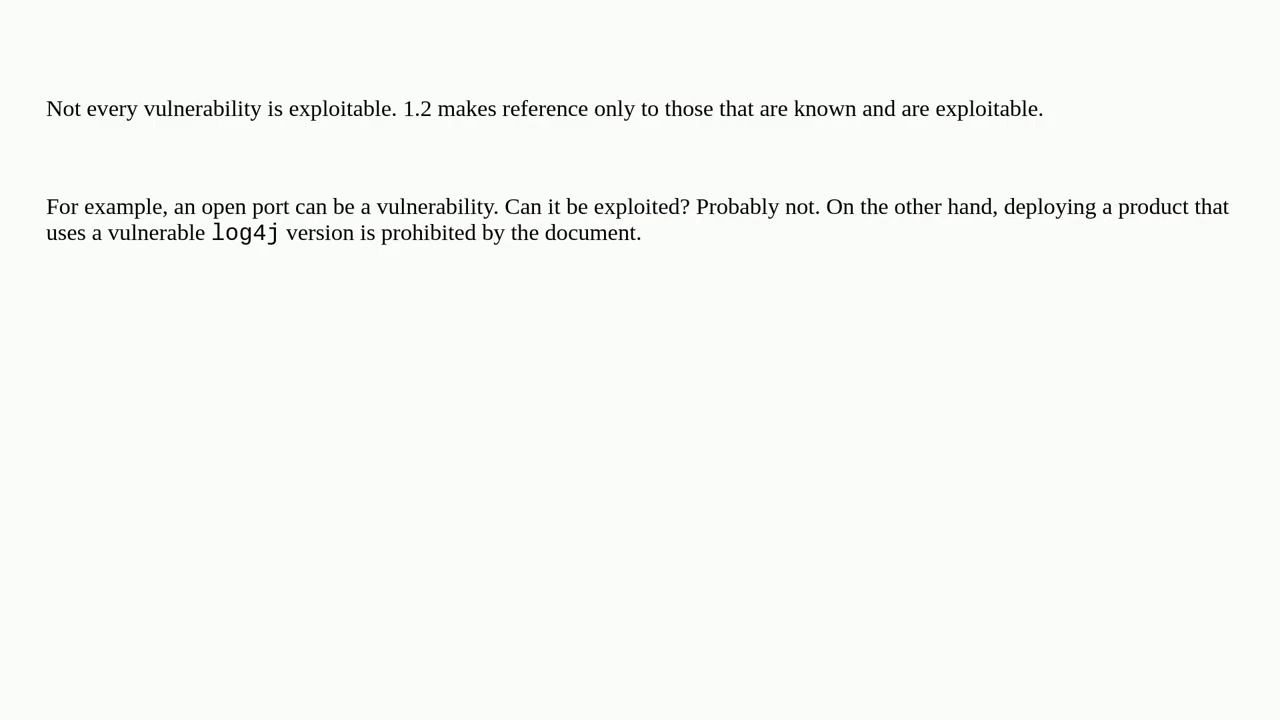 Not every vulnerability is exploitable. 1.2 makes reference only to those that are known and are exploitable.
For example, an open port can be a vulnerability. Can it be exploited? Probably not. On the other hand, deploying a product that
uses a vulnerable log4j version is prohibited by the document.